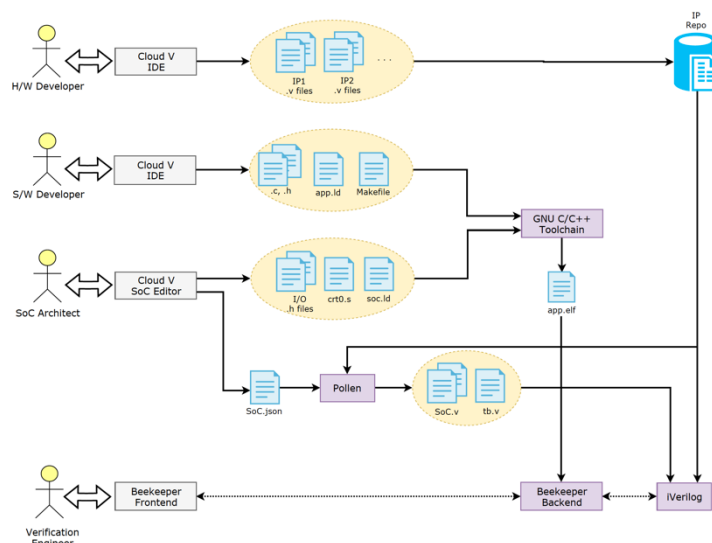 IP
Repo
Cloud V
IDE
H/W Developer
IP1
.v files
IP2
.v files
. . .
Cloud V
IDE
S/W Developer
.c, .h
app.ld
Makefile
GNU C/C++
Toolchain
Cloud V
SoC Editor
SoC Architect
I/O
.h files
crt0.s
soc.ld
app.elf
Pollen
SoC.json
SoC.v
tb.v
Beekeeper
Frontend
Beekeeper
Backend
iVerilog
Verification
Engineer